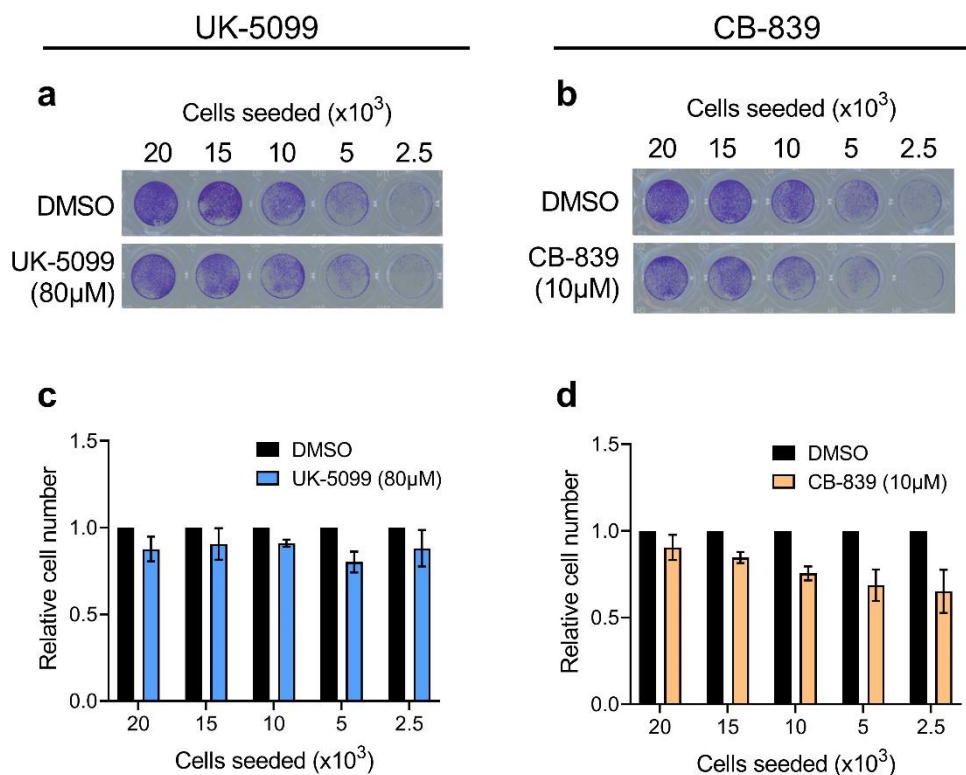 UK-5099
CB-839
a
Cells seeded (x10³)
20 15 10 5 2.5
DMSO
UK-5099
(80µM)
b
Cells seeded (x10³)
20 15 10 5 2.5
DMSO
CB-839
(10µM)
c
1.5
1.0
0.5
0.0
Relative cell number
DMSO
UK-5099 (80µM)
20 15 10 5 2.5
Cells seeded (x10³)
d
1.5
1.0
0.5
0.0
Relative cell number
DMSO
CB-839 (10µM)
20 15 10 5 2.5
Cells seeded (x10³)